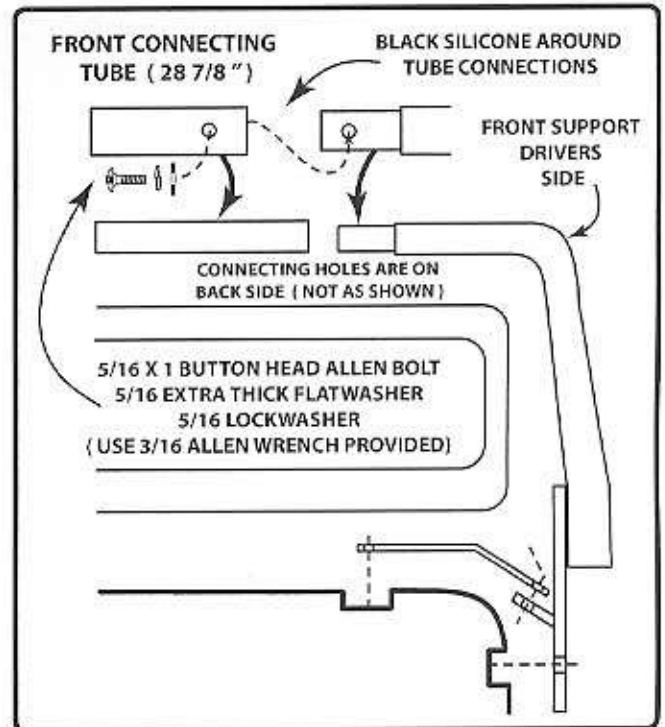 FRONT CONNECTING
TUBE ( 28 7/8 " )
BLACK SILICONE AROUND
TUBE CONNECTIONS
FRONT SUPPORT
DRIVERS
SIDE
CONNECTING HOLES ARE ON
BACK SIDE ( NOT AS SHOWN )
5/16 X 1 BUTTON HEAD ALLEN BOLT
5/16 EXTRA THICK FLATWASHER
5/16 LOCKWASHER
( USE 3/16 ALLEN WRENCH PROVIDED)